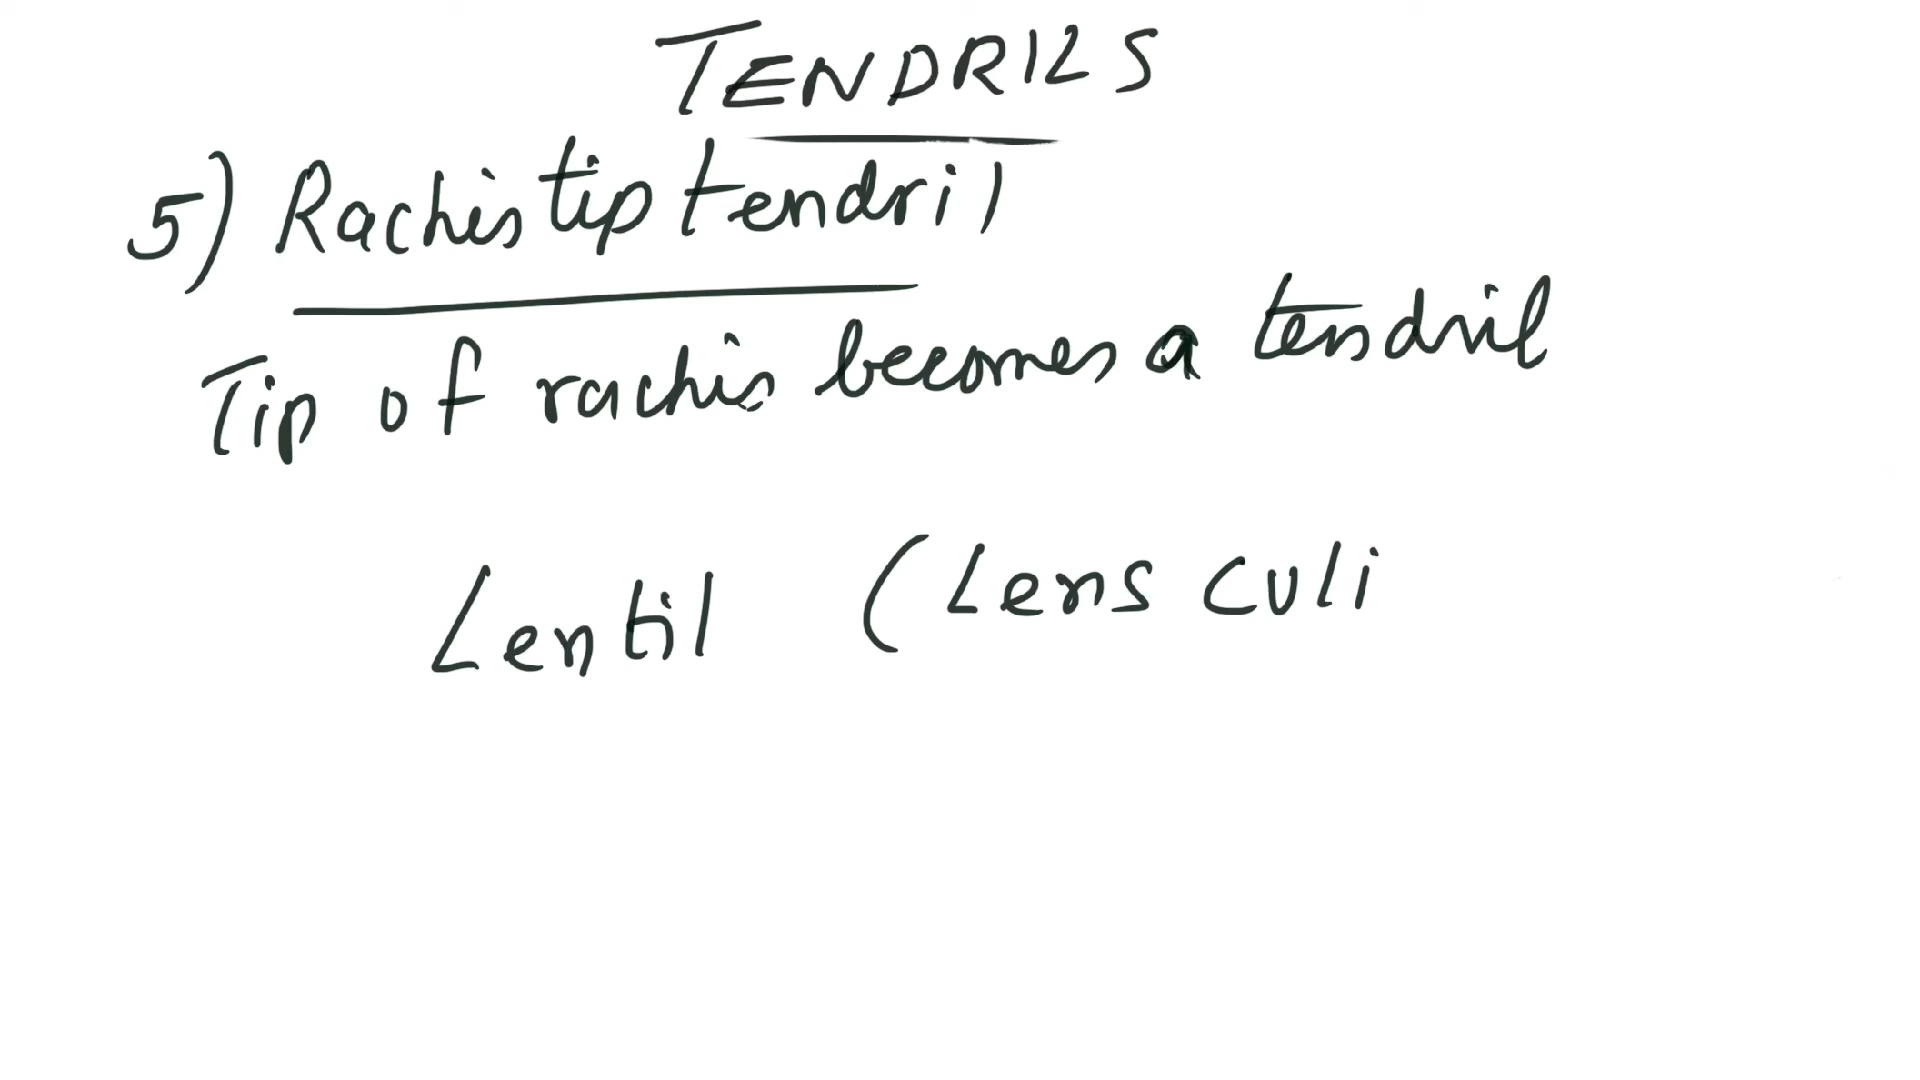 TENDRILS
5) Rachis tip tendril
Tip of rachis becomes a tendril
Lentil (Lens culi